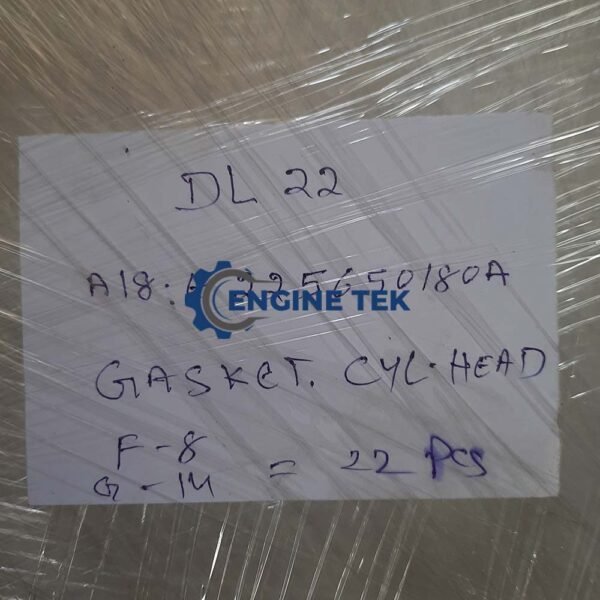 DL 22
A18:
ENGINE TEK
GASKET. CYL. HEAD
F-8
G-14 = 22 Pcs